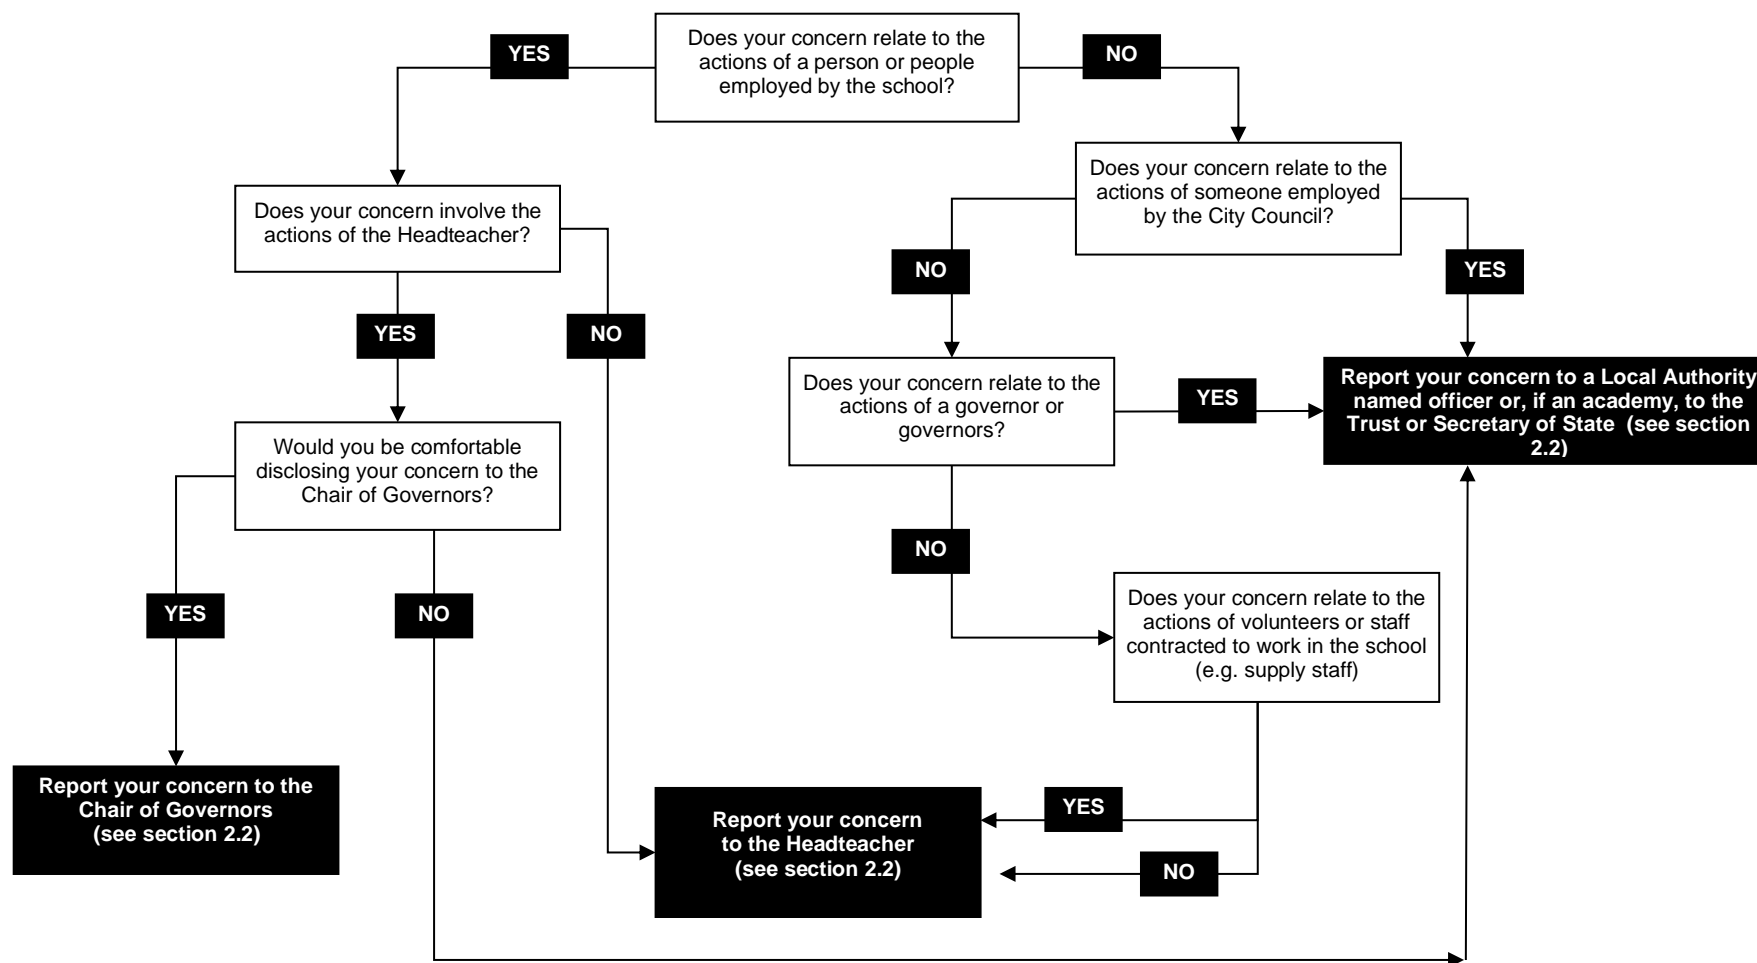 YES
Does your concern relate to the
actions of a person or people
employed by the school?
NO
Does your concern relate to the
actions of someone employed
by the City Council?
Does your concern involve the
actions of the Headteacher?
NO
YES
YES
NO
Does your concern relate to the
actions of a governor or
governors?
YES
Report your concern to a Local Authority
named officer or, if an academy, to the
Trust or Secretary of State (see section
2.2)
Would you be comfortable
disclosing your concern to the
Chair of Governors?
NO
YES
NO
Does your concern relate to the
actions of volunteers or staff
contracted to work in the school
(e.g. supply staff)
Report your concern to the
Chair of Governors
(see section 2.2)
Report your concern
to the Headteacher
(see section 2.2)
YES
NO